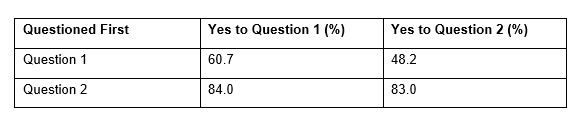 Questioned First Yes to Question 1 (%) Yes to Question 2 (%)
Question 1 60.7 48.2
Question 2 84.0 83.0